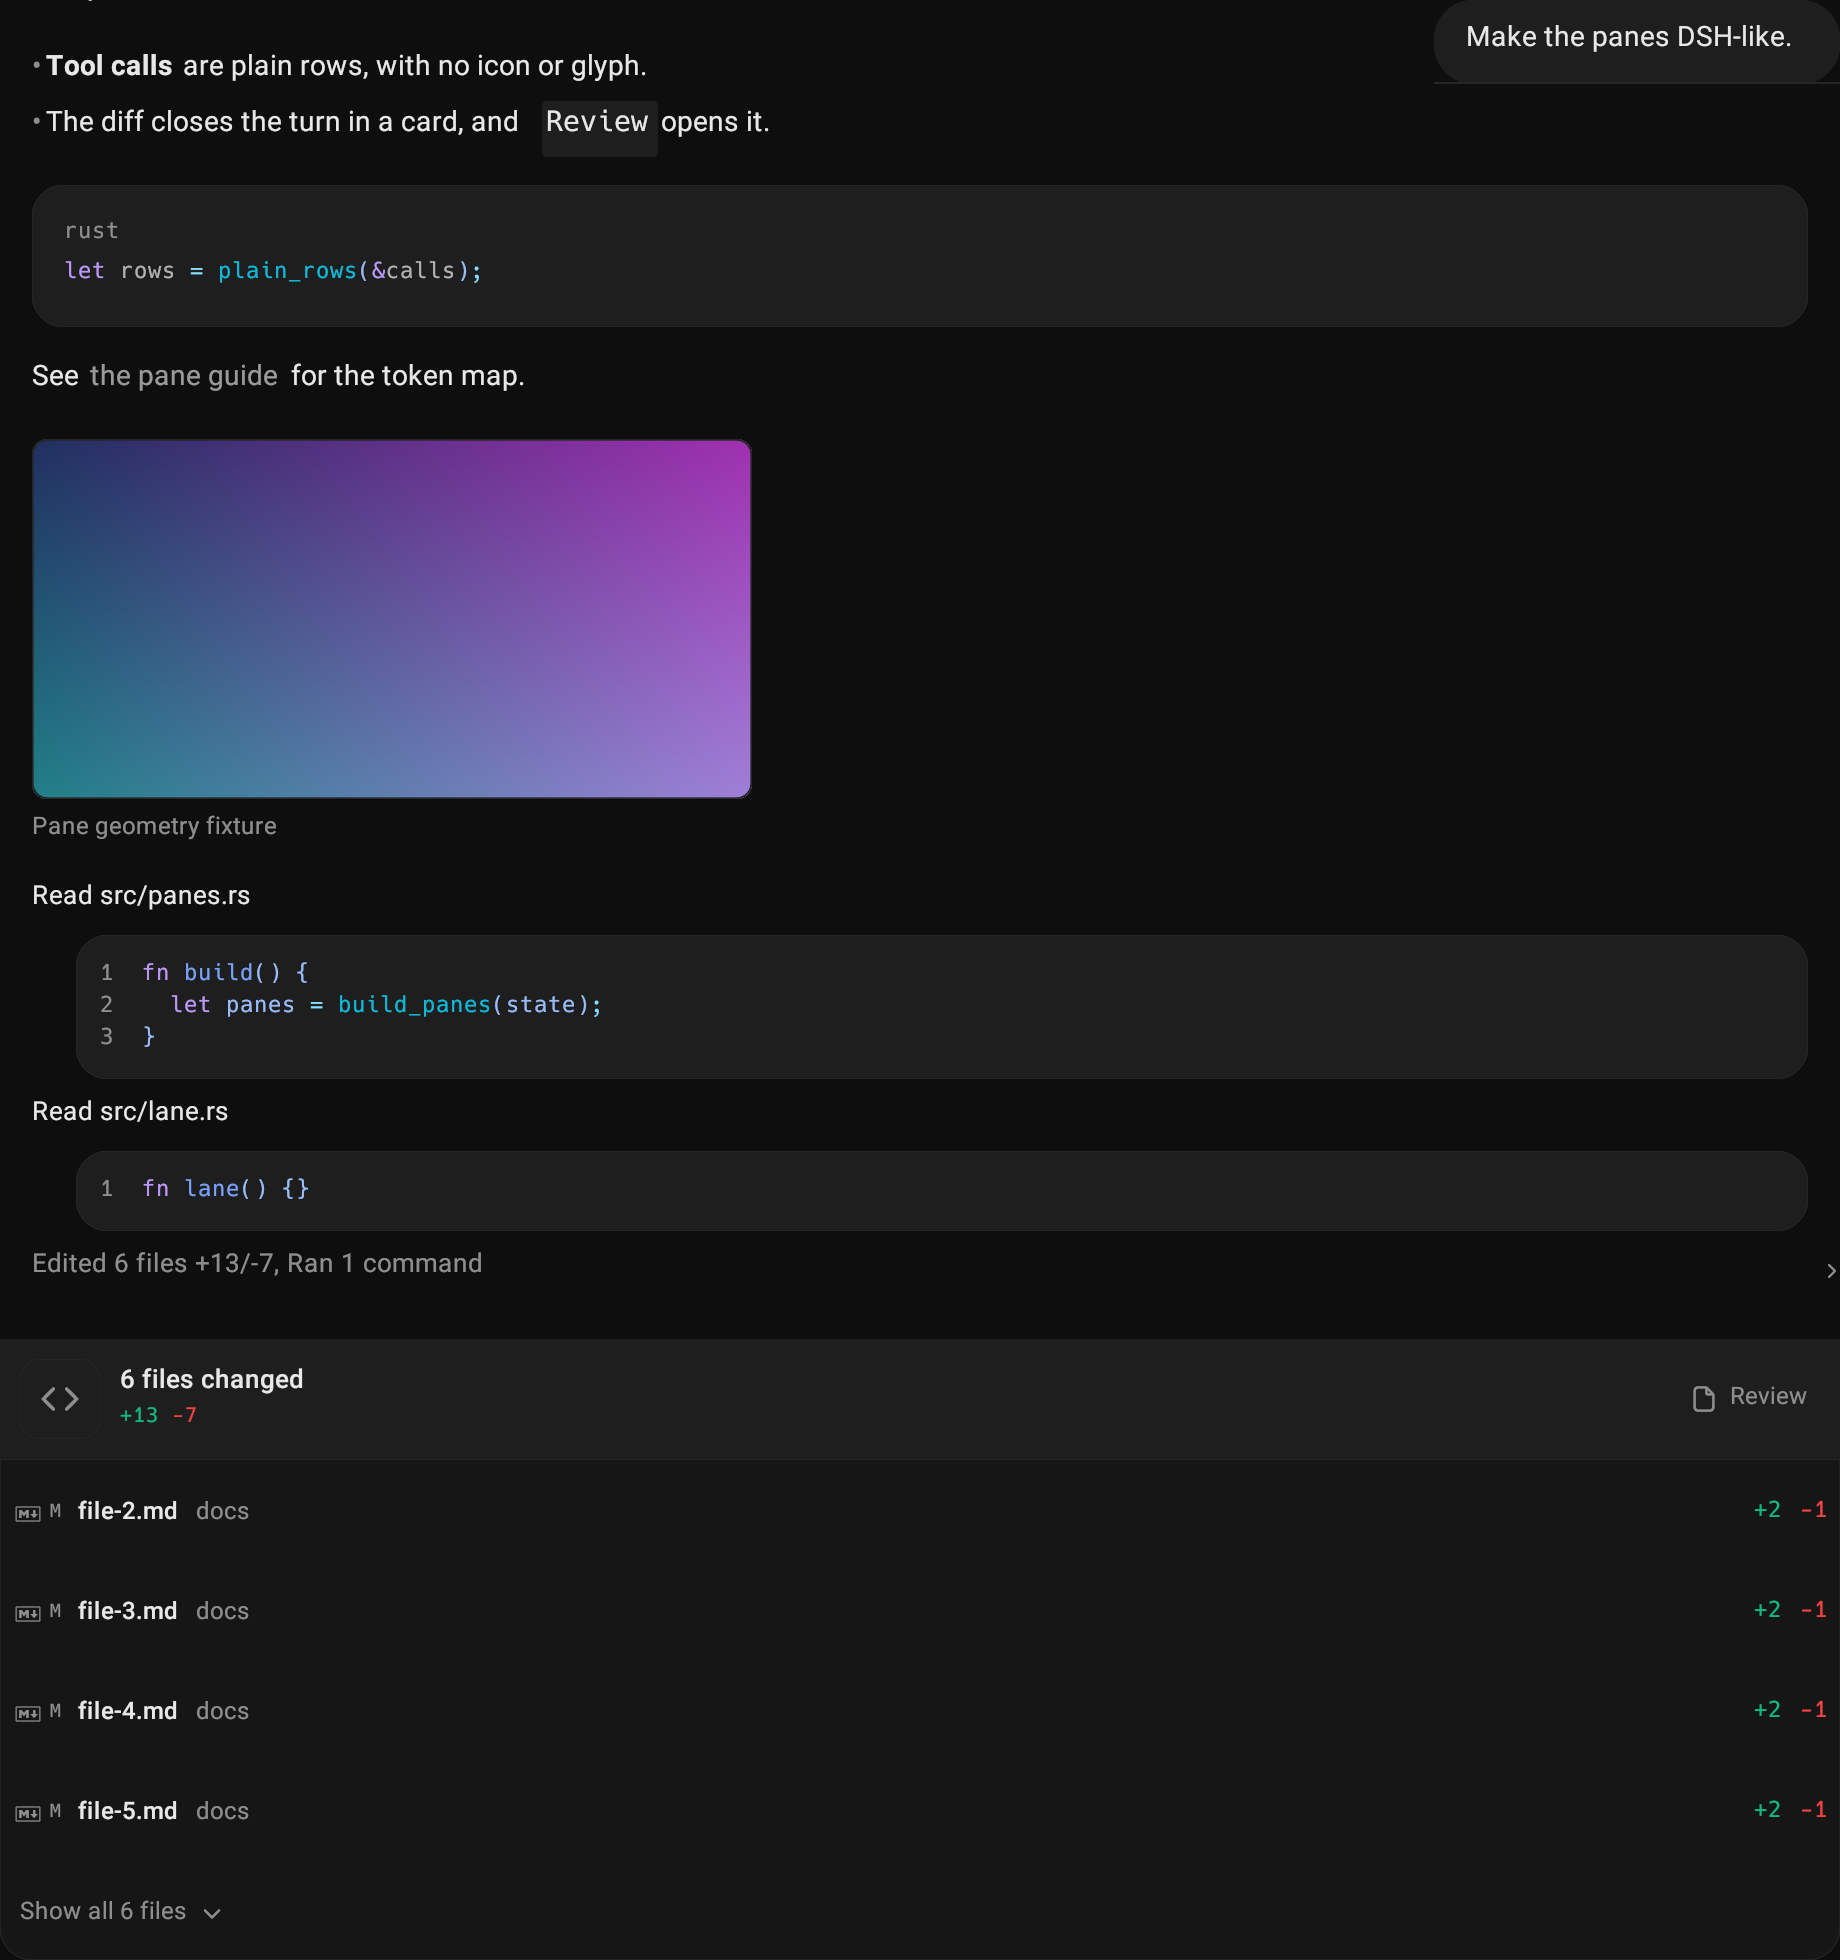 Make the panes DSH-like.
• Tool calls are plain rows, with no icon or glyph.
• The diff closes the turn in a card, and Review opens it.
rust
let rows = plain_rows(&calls);
See the pane guide for the token map.
Pane geometry fixture
Read src/panes.rs
1 fn build() {
2   let panes = build_panes(state);
3 }
Read src/lane.rs
1 fn lane() {}
Edited 6 files +13/-7, Ran 1 command
6 files changed
+13 -7
Review
M file-2.md docs +2 -1
M file-3.md docs +2 -1
M file-4.md docs +2 -1
M file-5.md docs +2 -1
Show all 6 files